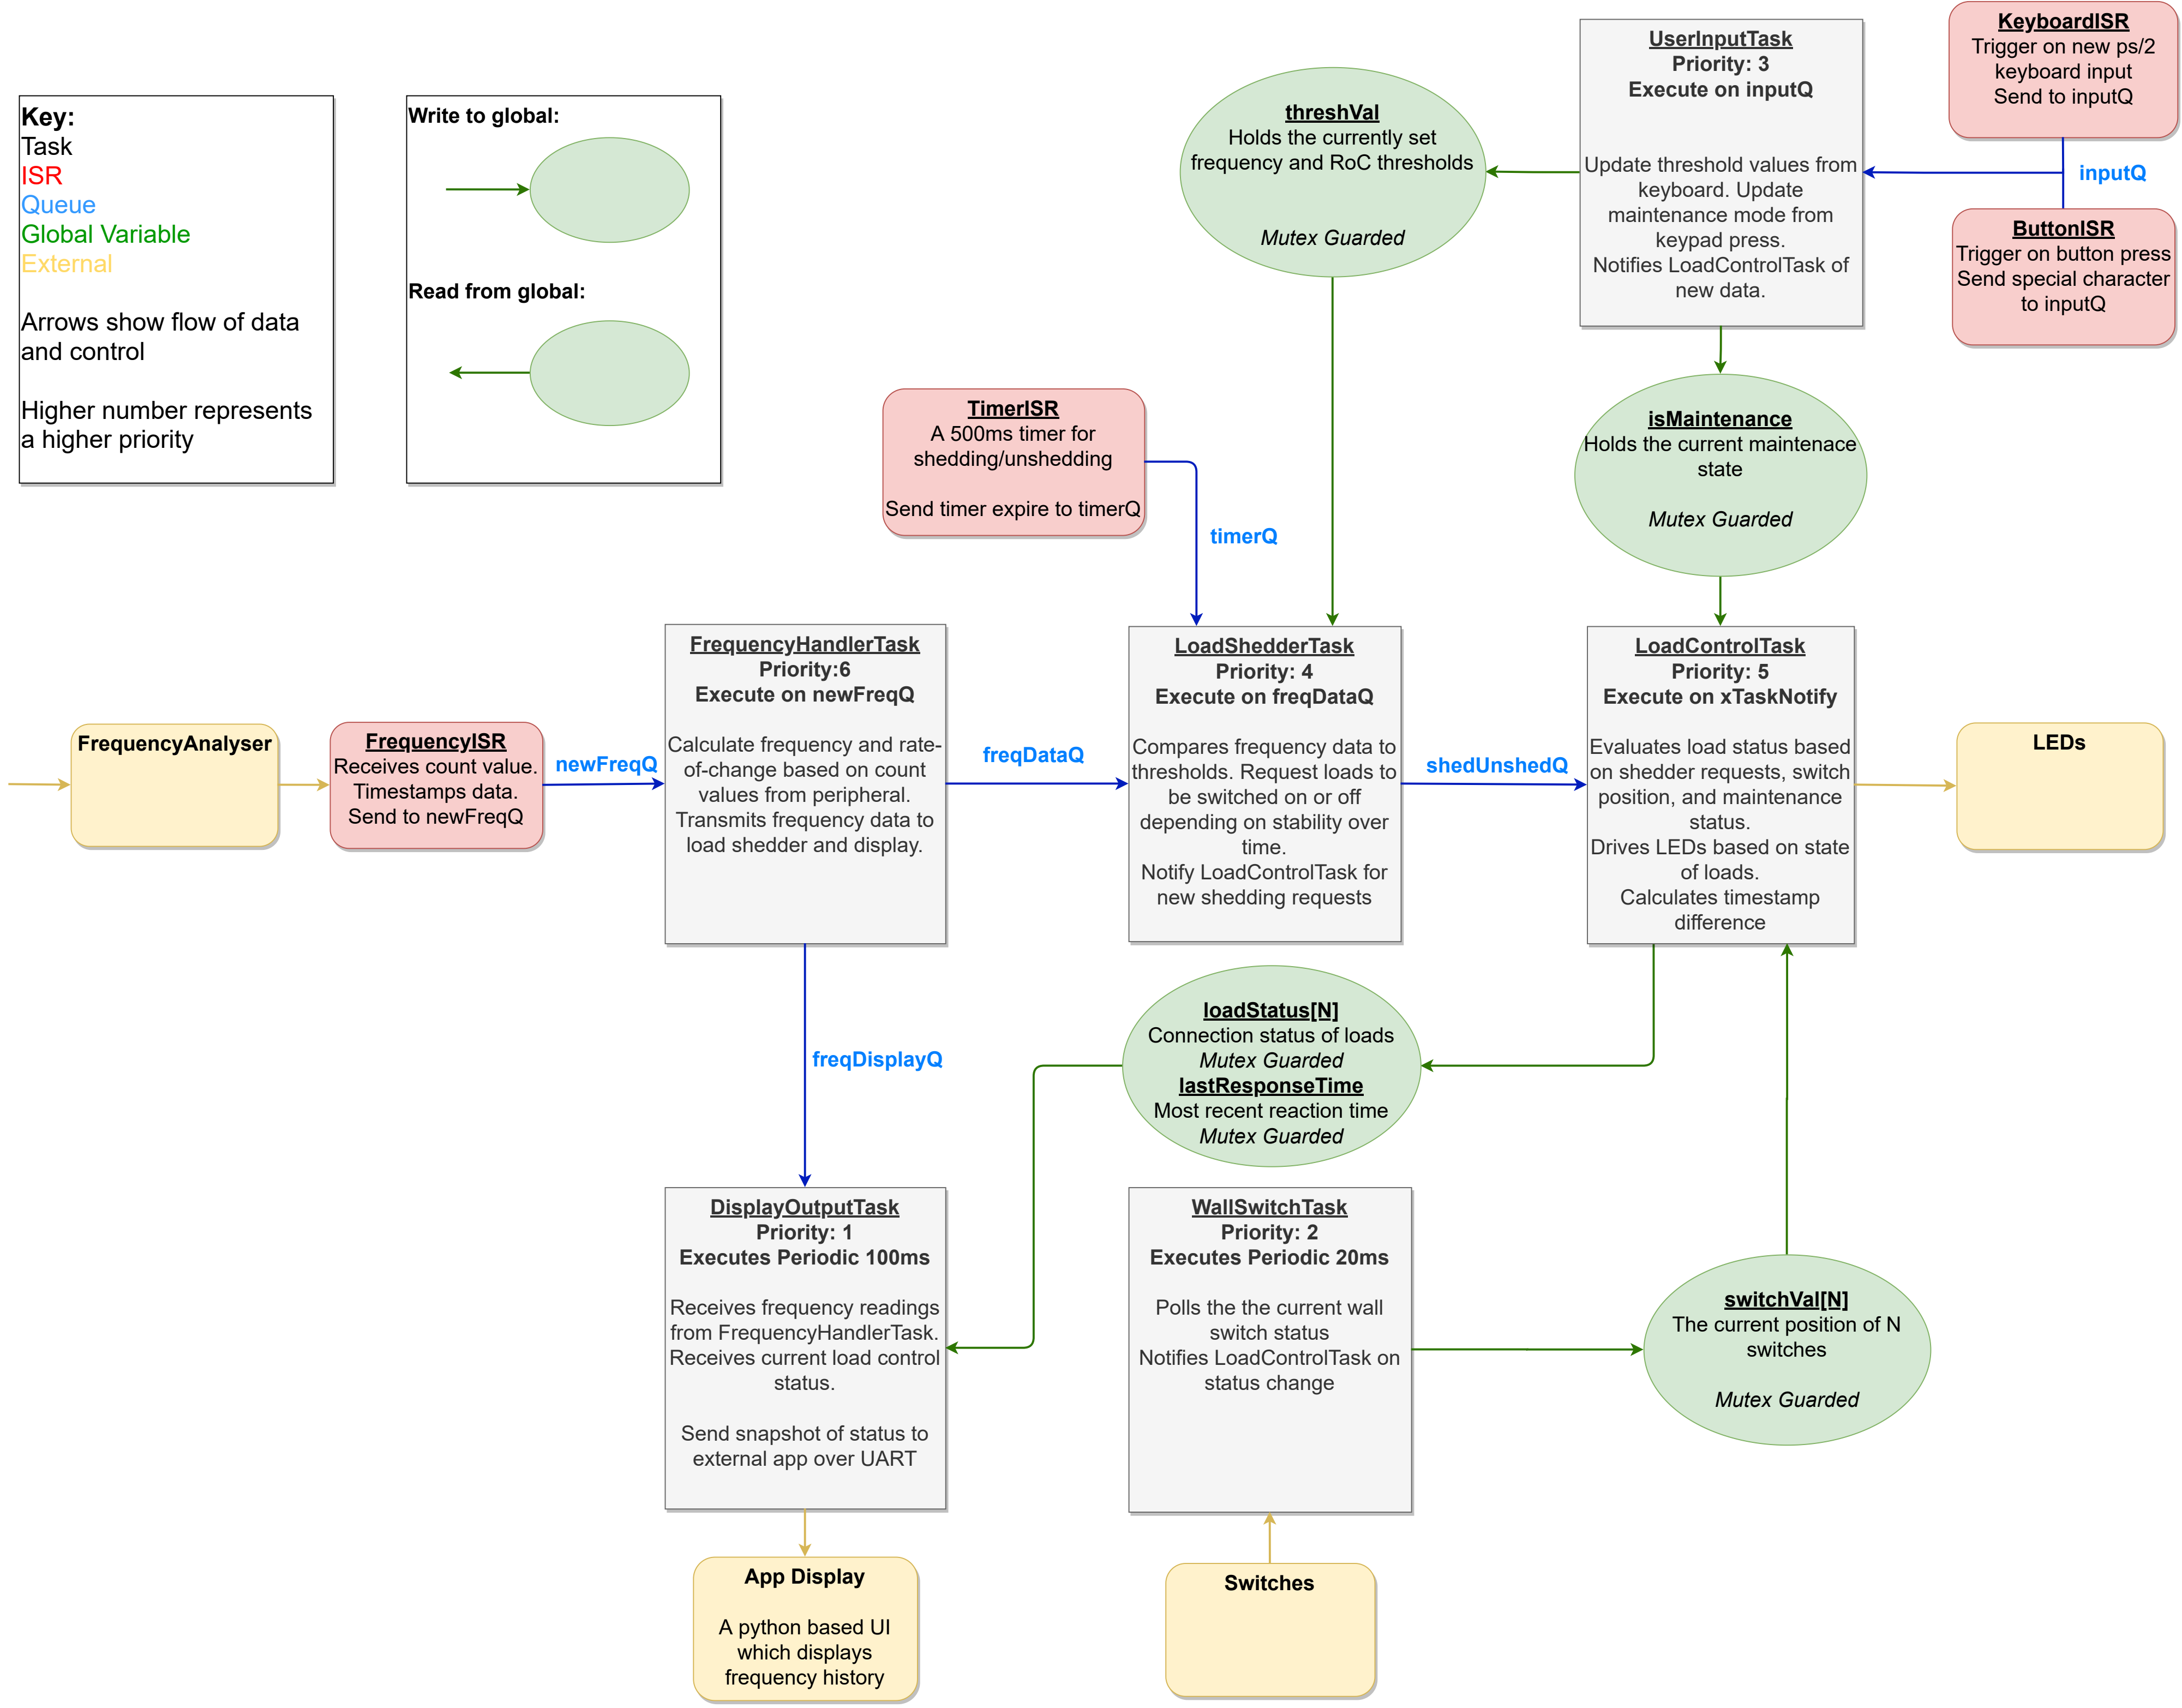 Key:
Task
ISR
Queue
Global Variable
External
Arrows show flow of data
and control
Higher number represents
a higher priority
Write to global:
Read from global:
threshVal
Holds the currently set
frequency and RoC thresholds
Mutex Guarded
UserInputTask
Priority: 3
Execute on inputQ
Update threshold values from
keyboard. Update
maintenance mode from
keypad press.
Notifies LoadControlTask of
new data.
KeyboardISR
Trigger on new ps/2
keyboard input
Send to inputQ
inputQ
ButtonISR
Trigger on button press
Send special character
to inputQ
TimerISR
A 500ms timer for
shedding/unshedding
Send timer expire to timerQ
timerQ
isMaintenance
Holds the current maintenace
state
Mutex Guarded
FrequencyAnalyser
FrequencyISR
Receives count value.
Timestamps data.
Send to newFreqQ
newFreqQ
FrequencyHandlerTask
Priority:6
Execute on newFreqQ
Calculate frequency and rate-
of-change based on count
values from peripheral.
Transmits frequency data to
load shedder and display.
freqDataQ
LoadShedderTask
Priority: 4
Execute on freqDataQ
Compares frequency data to
thresholds. Request loads to
be switched on or off
depending on stability over
time.
Notify LoadControlTask for
new shedding requests
shedUnshedQ
LoadControlTask
Priority: 5
Execute on xTaskNotify
Evaluates load status based
on shedder requests, switch
position, and maintenance
status.
Drives LEDs based on state
of loads.
Calculates timestamp
difference
LEDs
freqDisplayQ
loadStatus[N]
Connection status of loads
Mutex Guarded
lastResponseTime
Most recent reaction time
Mutex Guarded
DisplayOutputTask
Priority: 1
Executes Periodic 100ms
Receives frequency readings
from FrequencyHandlerTask.
Receives current load control
status.
Send snapshot of status to
external app over UART
WallSwitchTask
Priority: 2
Executes Periodic 20ms
Polls the the current wall
switch status
Notifies LoadControlTask on
status change
switchVal[N]
The current position of N
switches
Mutex Guarded
App Display
A python based UI
which displays
frequency history
Switches